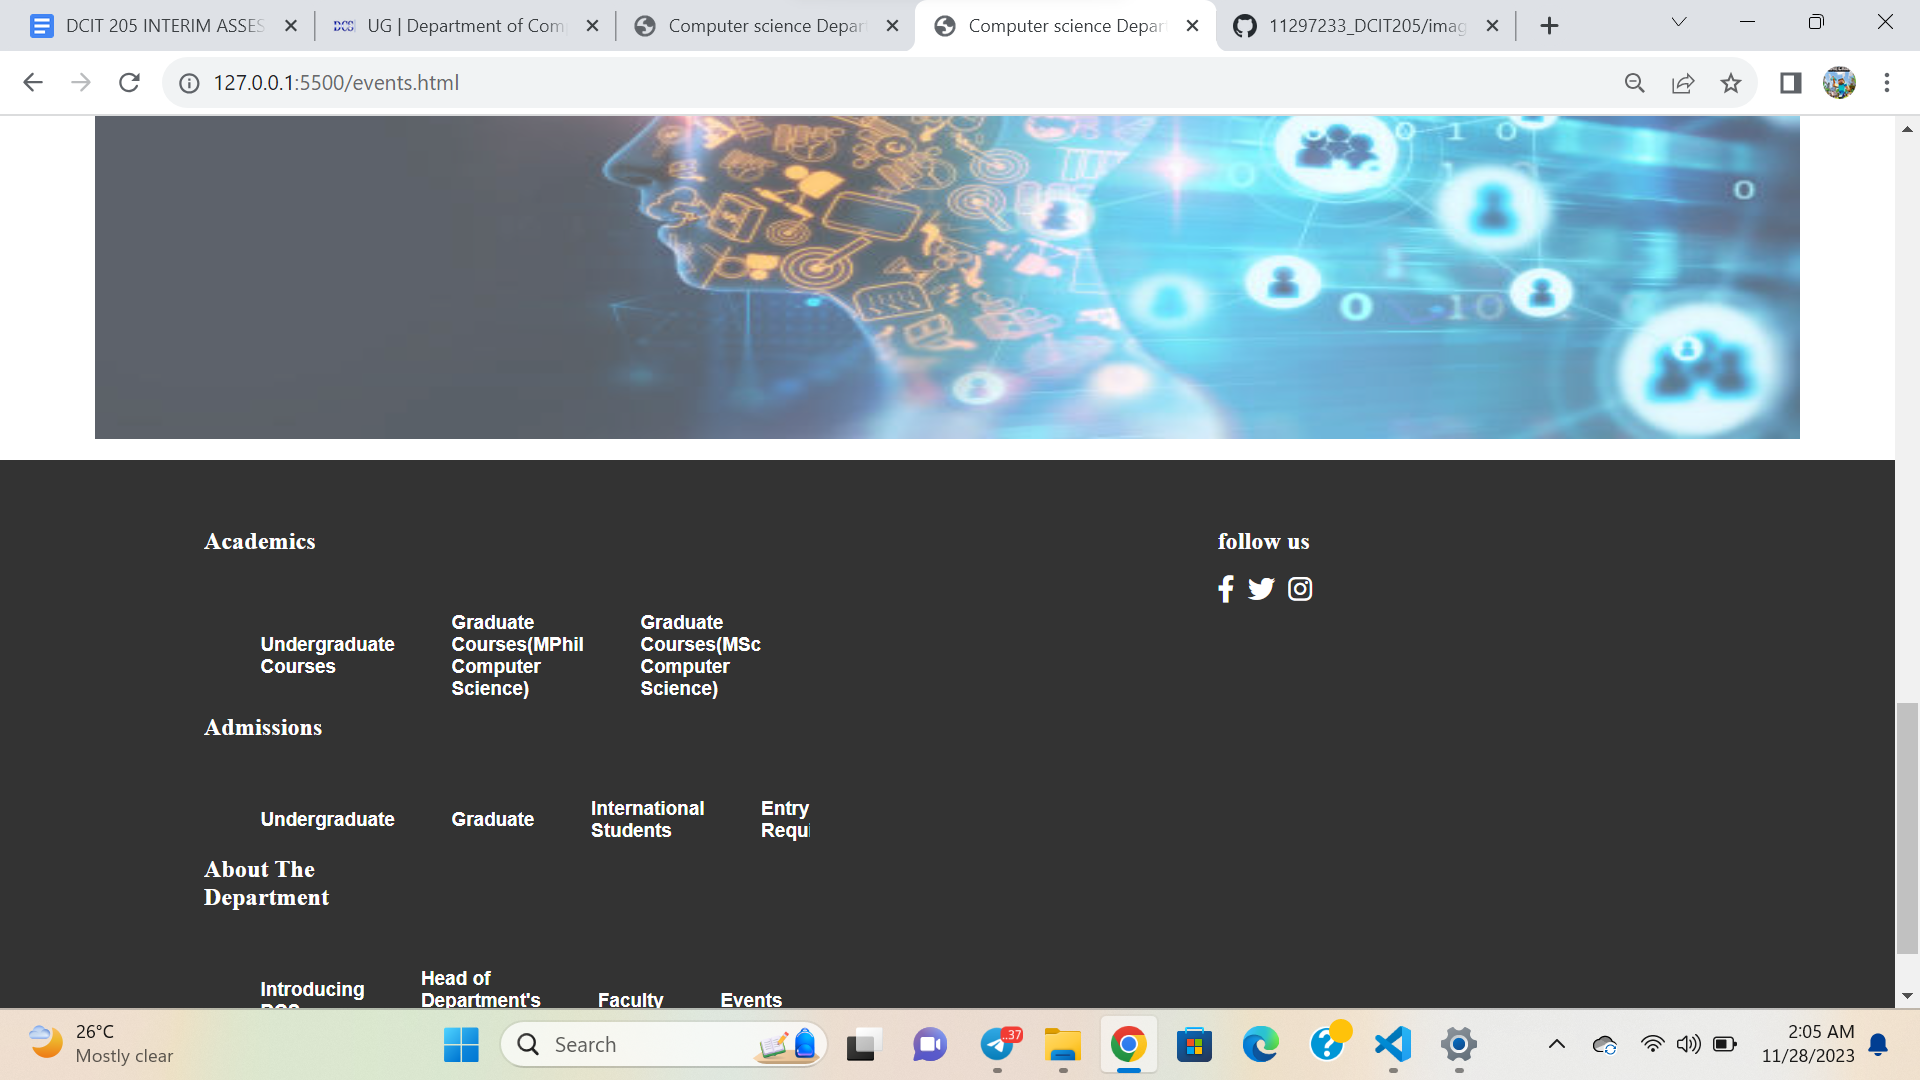 DCIT 205 INTERIM ASSES
DCS UG | Department of Com
Computer science Depar
Computer science Depar
11297233_DCIT205/imag
127.0.0.1:5500/events.html
0 1 0
0
0
1
0 10
Academics
follow us
Undergraduate
Courses
Graduate
Courses(MPhil
Computer
Science)
Graduate
Courses(MSc
Computer
Science)
Admissions
Undergraduate
Graduate
International
Students
Entry
Requi
About The
Department
Introducing
Head of
Department's
Faculty
Events
26°C
Mostly clear
Search
..37
2:05 AM
11/28/2023